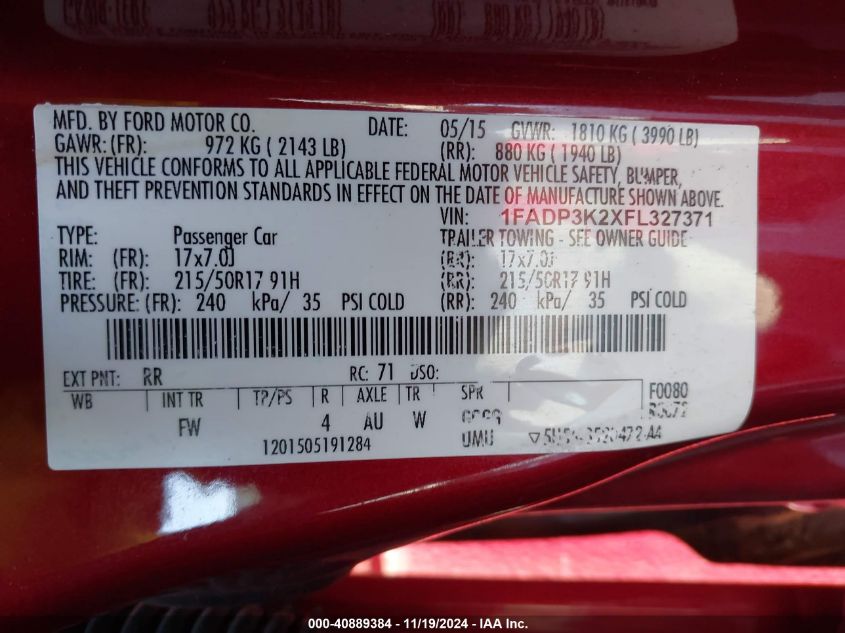 MFD. BY FORD MOTOR CO. DATE: 05/15 GVWR: 1810 KG ( 3990 LB)
GAWR: (FR): 972 KG ( 2143 LB) (RR): 880 KG ( 1940 LB)
THIS VEHICLE CONFORMS TO ALL APPLICABLE FEDERAL MOTOR VEHICLE SAFETY, BUMPER,
AND THEFT PREVENTION STANDARDS IN EFFECT ON THE DATE OF MANUFACTURE SHOWN ABOVE.
VIN: 1FADP3K2XFL327371
TYPE: Passenger Car TRAILER TOWING - SEE OWNER GUIDE
RIM: (FR): 17x7.0J (RR): 17x7.0J
TIRE: (FR): 215/50R17 91H (RR): 215/50R17 91H
PRESSURE: (FR): 240 kPa/ 35 PSI COLD (RR): 240 kPa/ 35 PSI COLD
EXT PNT: RR RC: 71 DSO:
WB INT TR TP/PS R AXLE TR SPR F0080
FW 4 AU W
1201505191284 UMU
000-40889384 - 11/19/2024 - IAA Inc.